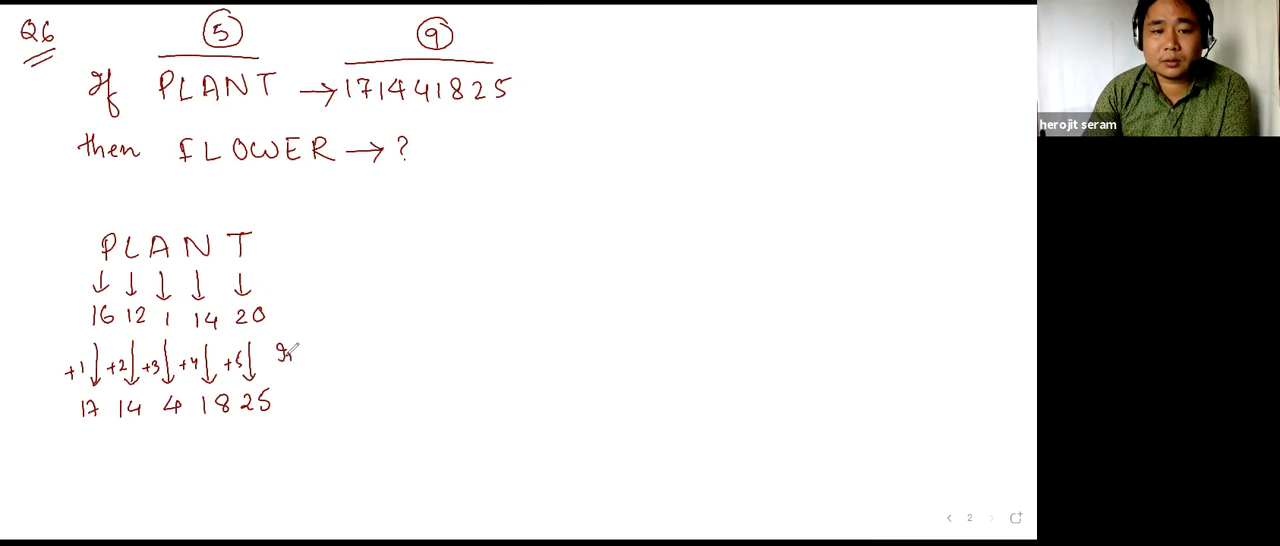 Q6
5 9
If PLANT → 171441825
then FLOWER → ?
herojit seram
P L A N T
↓ ↓ ↓ ↓ ↓
16 12 1 14 20
+1↓ +2↓ +3↓ +4↓ +5↓
17 14 4 18 25
< 2 >